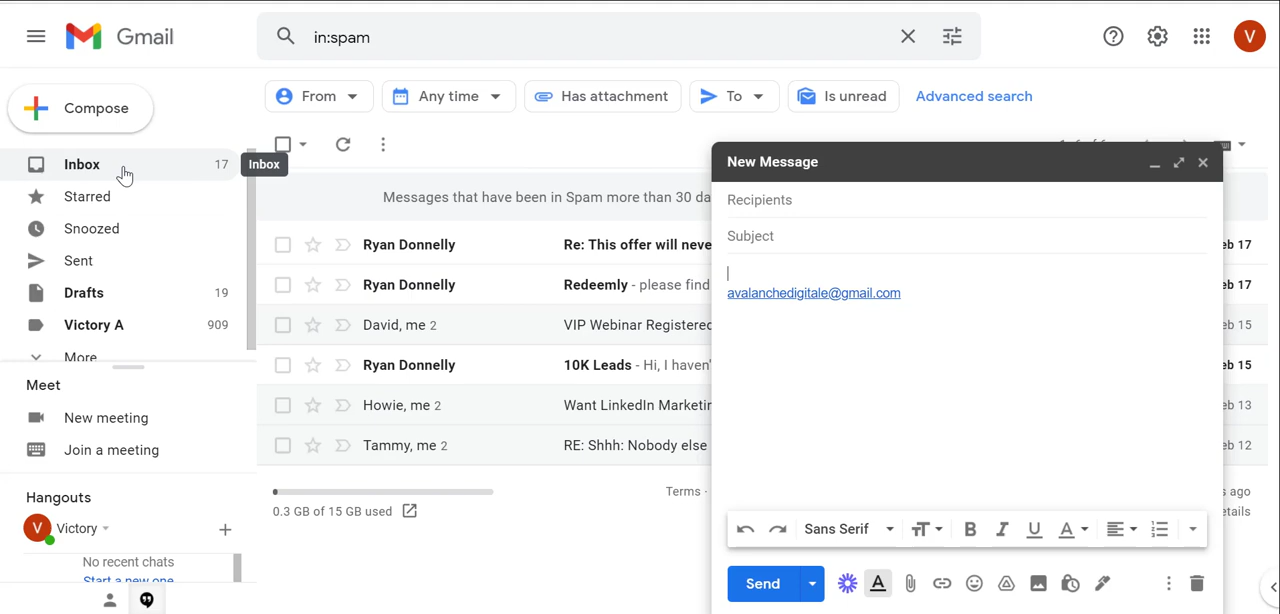 Gmail
in:spam
V
Compose
From
Any time
Has attachment
To
Is unread
Advanced search
Inbox 17
Inbox
Starred
Snoozed
Sent
Drafts 19
Victory A 909
More
Meet
New meeting
Join a meeting
Hangouts
V Victory
No recent chats
Start a new one
Messages that have been in Spam more than 30 da
Ryan Donnelly Re: This offer will neve eb 17
Ryan Donnelly Redeemly - please find eb 17
David, me 2 VIP Webinar Registered eb 15
Ryan Donnelly 10K Leads - Hi, I haven' eb 15
Howie, me 2 Want LinkedIn Marketin eb 13
Tammy, me 2 RE: Shhh: Nobody else eb 12
0.3 GB of 15 GB used
Terms ·
s ago
etails
New Message
Recipients
Subject
avalanchedigitale@gmail.com
Sans Serif
B I U A
Send
A